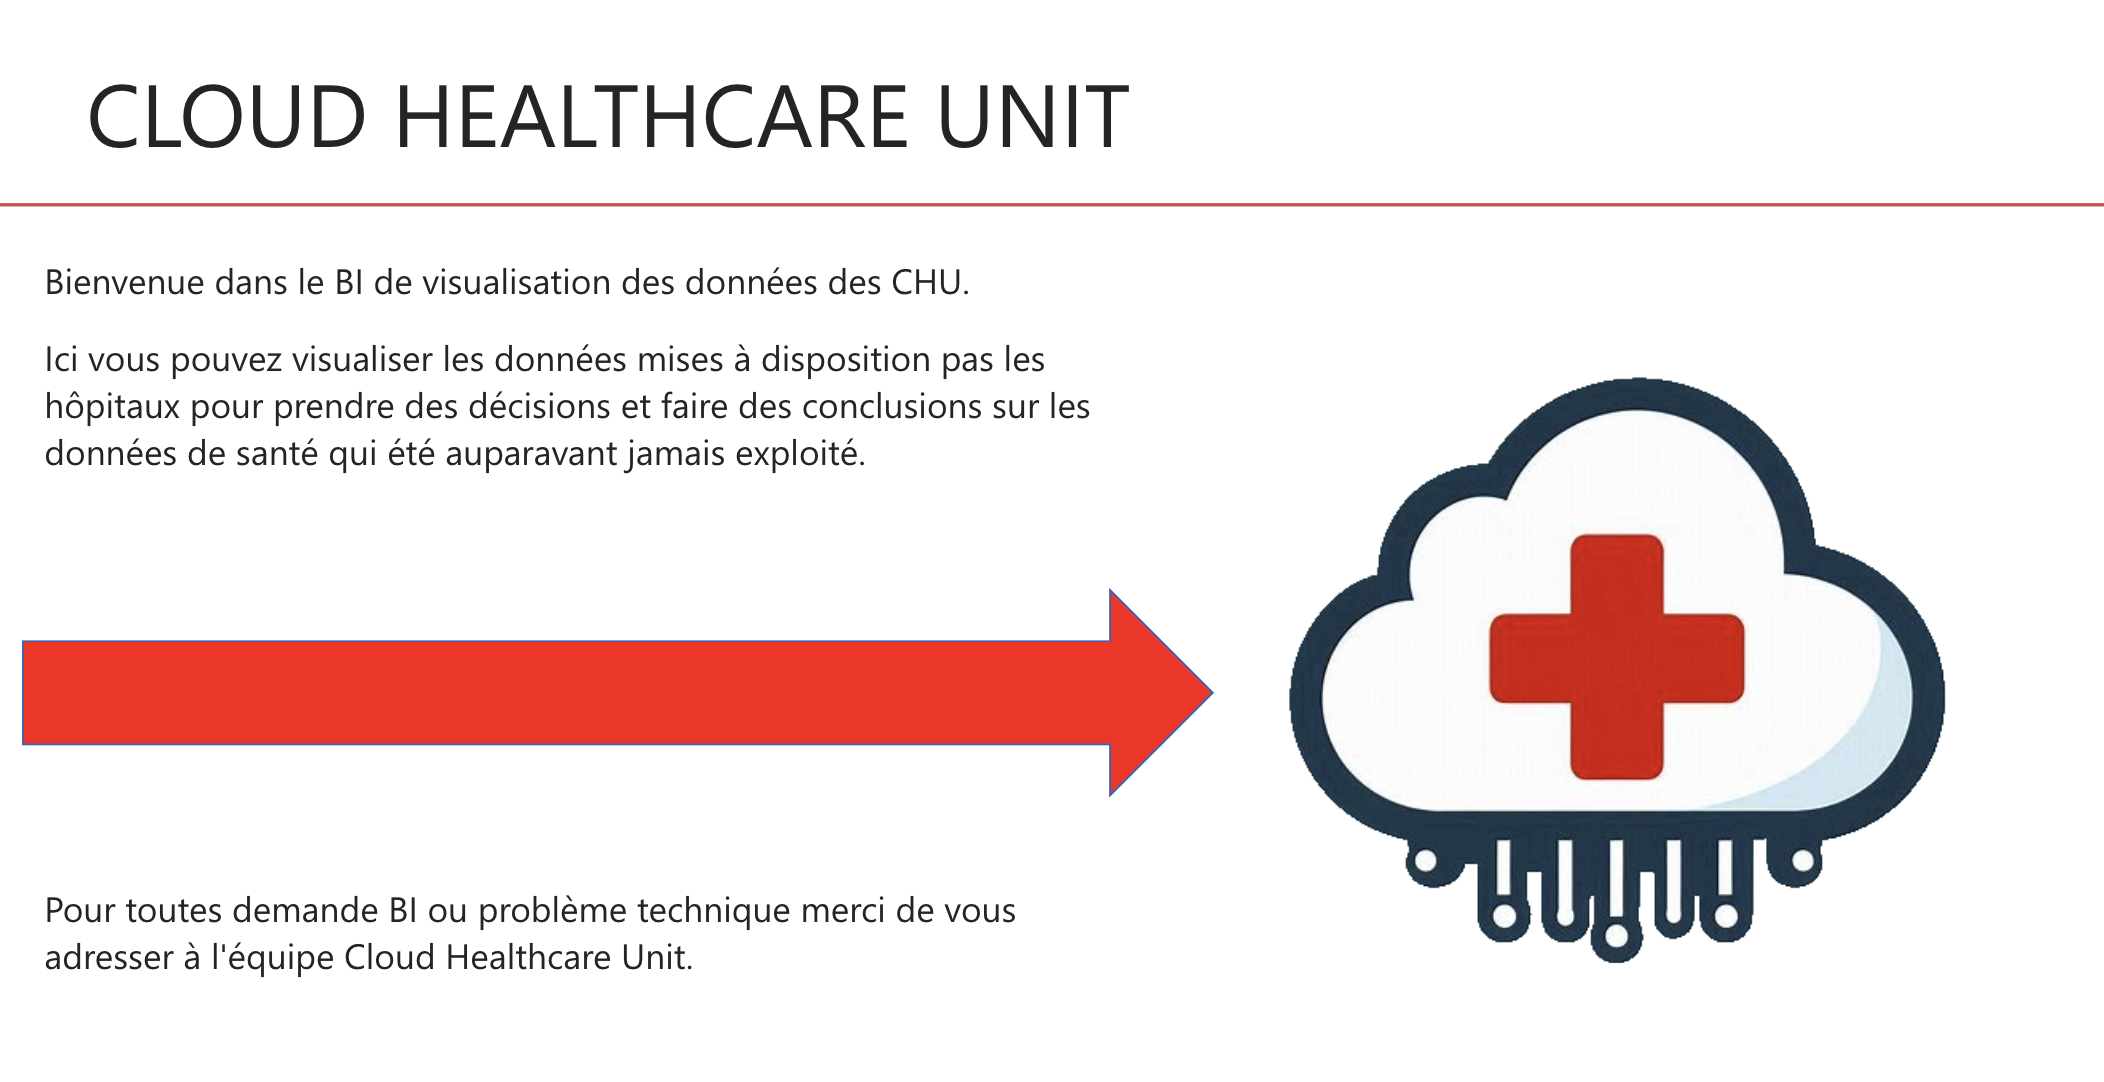 CLOUD HEALTHCARE UNIT
Bienvenue dans le BI de visualisation des données des CHU.
Ici vous pouvez visualiser les données mises à disposition pas les
hôpitaux pour prendre des décisions et faire des conclusions sur les
données de santé qui été auparavant jamais exploité.
Pour toutes demande BI ou problème technique merci de vous
adresser à l'équipe Cloud Healthcare Unit.